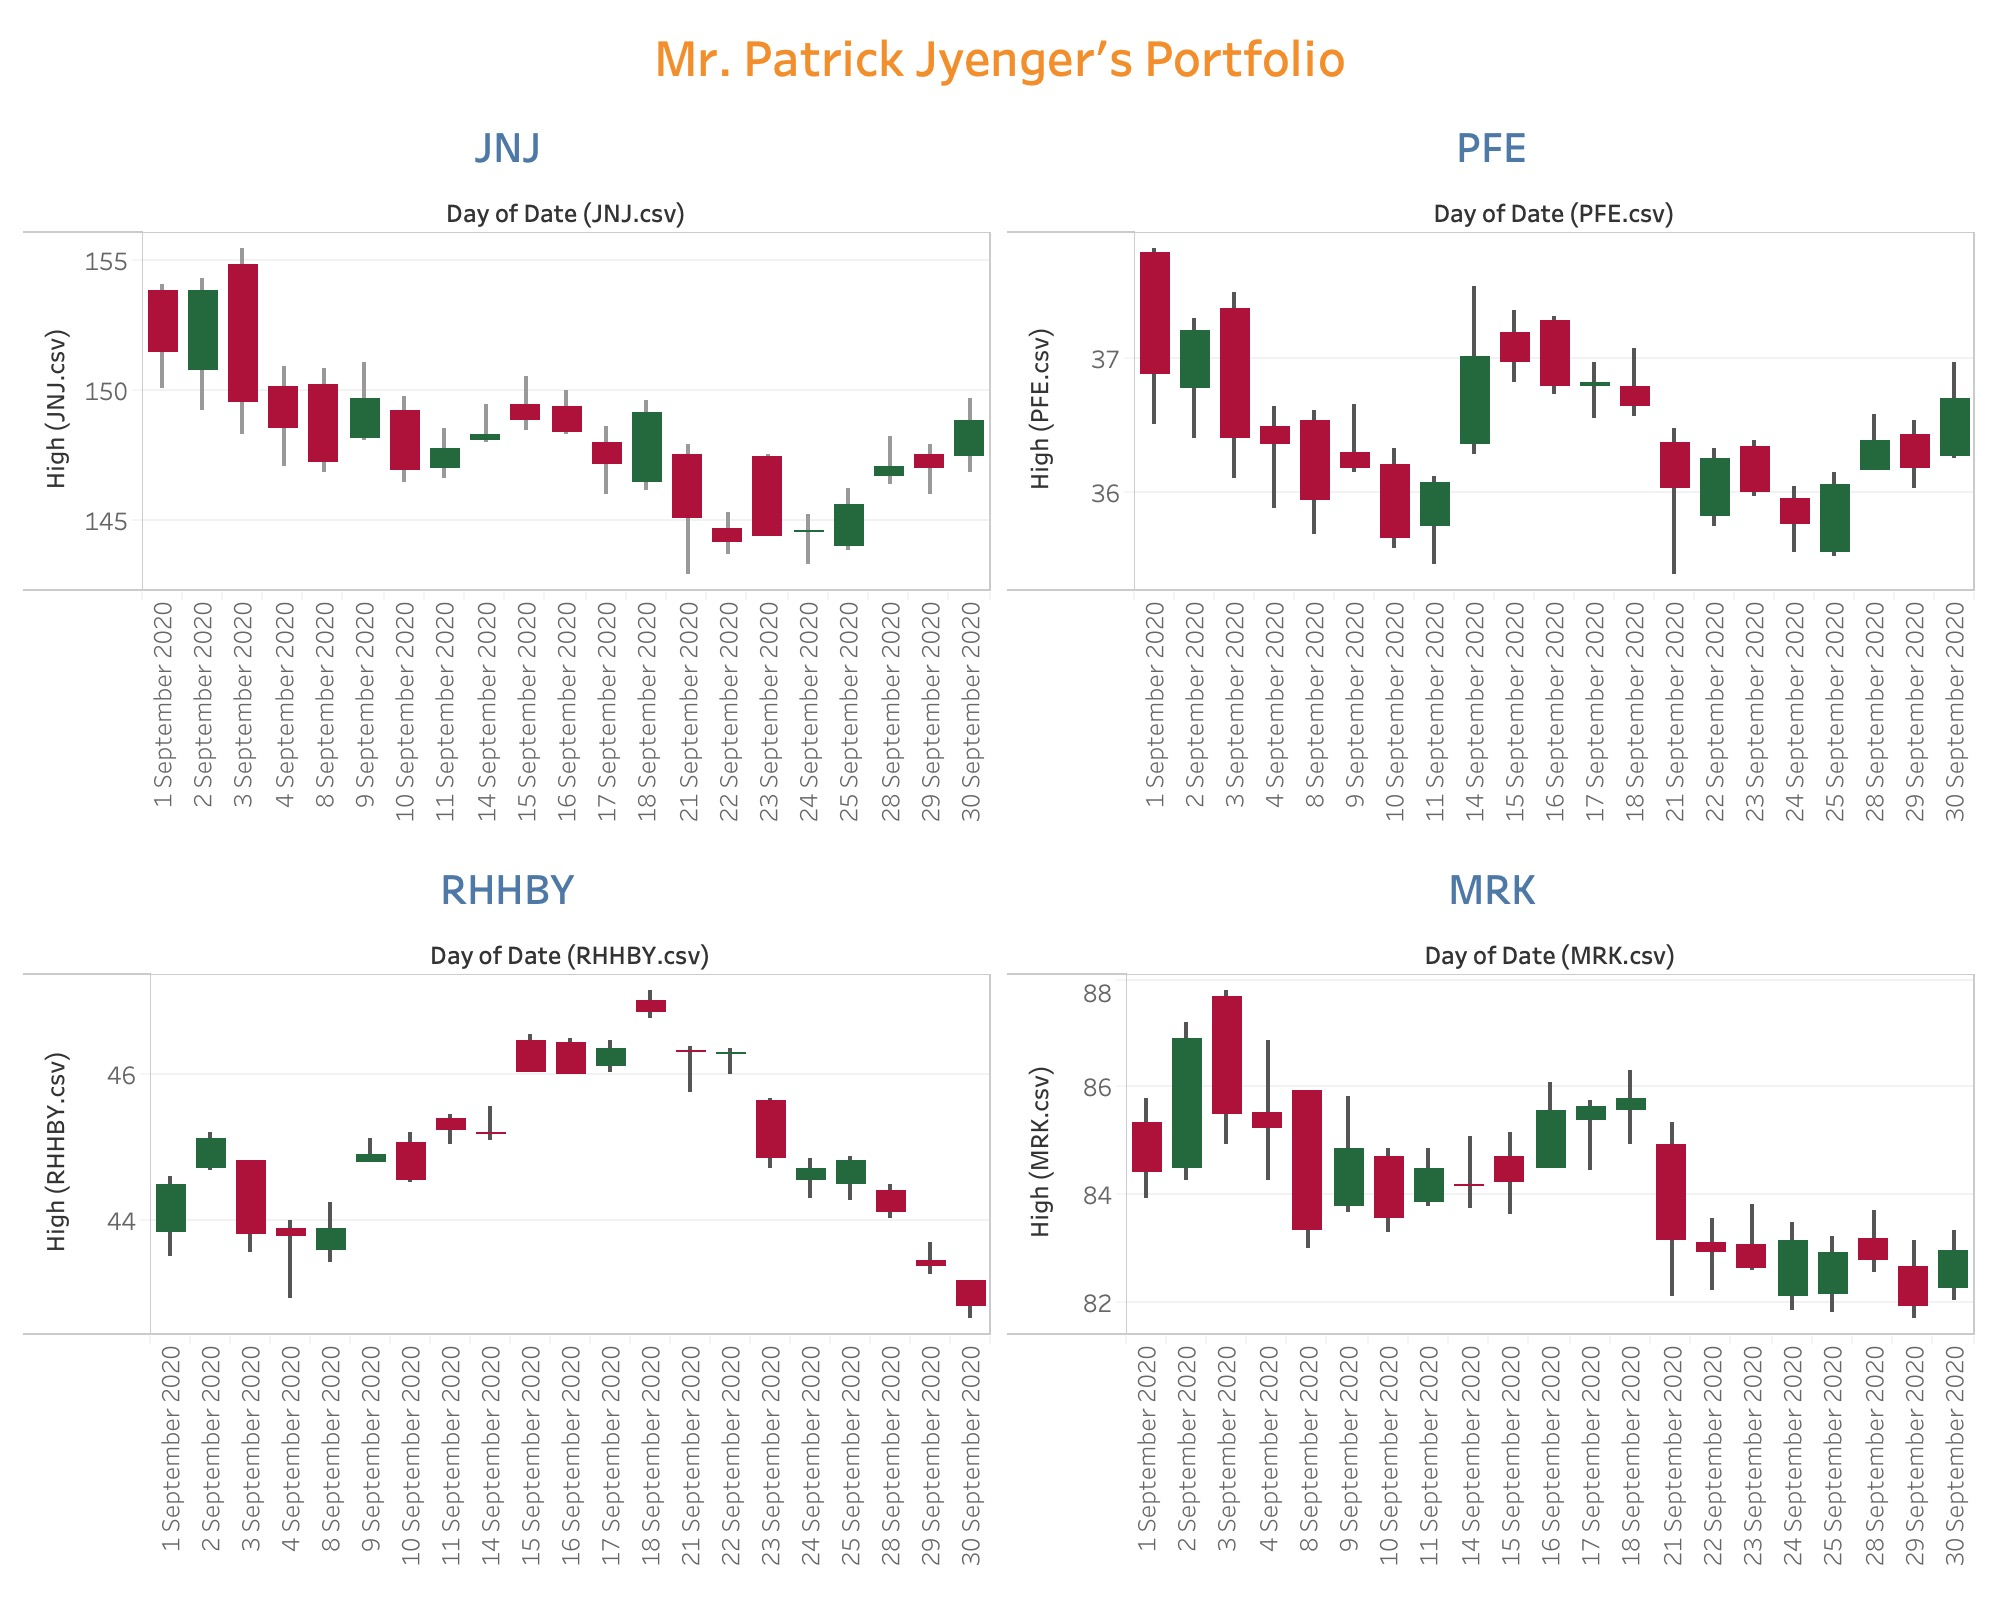 Mr. Patrick Jyenger’s Portfolio
JNJ
Day of Date (JNJ.csv)
High (JNJ.csv)
155
150
145
1 September 2020
2 September 2020
3 September 2020
4 September 2020
8 September 2020
9 September 2020
10 September 2020
11 September 2020
14 September 2020
15 September 2020
16 September 2020
17 September 2020
18 September 2020
21 September 2020
22 September 2020
23 September 2020
24 September 2020
25 September 2020
28 September 2020
29 September 2020
30 September 2020
PFE
Day of Date (PFE.csv)
High (PFE.csv)
37
36
1 September 2020
2 September 2020
3 September 2020
4 September 2020
8 September 2020
9 September 2020
10 September 2020
11 September 2020
14 September 2020
15 September 2020
16 September 2020
17 September 2020
18 September 2020
21 September 2020
22 September 2020
23 September 2020
24 September 2020
25 September 2020
28 September 2020
29 September 2020
30 September 2020
RHHBY
Day of Date (RHHBY.csv)
High (RHHBY.csv)
46
44
1 September 2020
2 September 2020
3 September 2020
4 September 2020
8 September 2020
9 September 2020
10 September 2020
11 September 2020
14 September 2020
15 September 2020
16 September 2020
17 September 2020
18 September 2020
21 September 2020
22 September 2020
23 September 2020
24 September 2020
25 September 2020
28 September 2020
29 September 2020
30 September 2020
MRK
Day of Date (MRK.csv)
High (MRK.csv)
88
86
84
82
1 September 2020
2 September 2020
3 September 2020
4 September 2020
8 September 2020
9 September 2020
10 September 2020
11 September 2020
14 September 2020
15 September 2020
16 September 2020
17 September 2020
18 September 2020
21 September 2020
22 September 2020
23 September 2020
24 September 2020
25 September 2020
28 September 2020
29 September 2020
30 September 2020